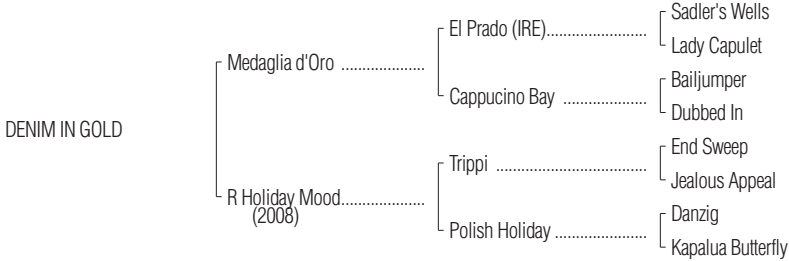 Sadler's Wells
El Prado (IRE)........................
Lady Capulet
Medaglia d'Oro ....................
Bailjumper
Cappucino Bay ....................
Dubbed In
DENIM IN GOLD
End Sweep
Trippi ....................................
Jealous Appeal
R Holiday Mood....................
(2008)
Danzig
Polish Holiday ......................
Kapalua Butterfly